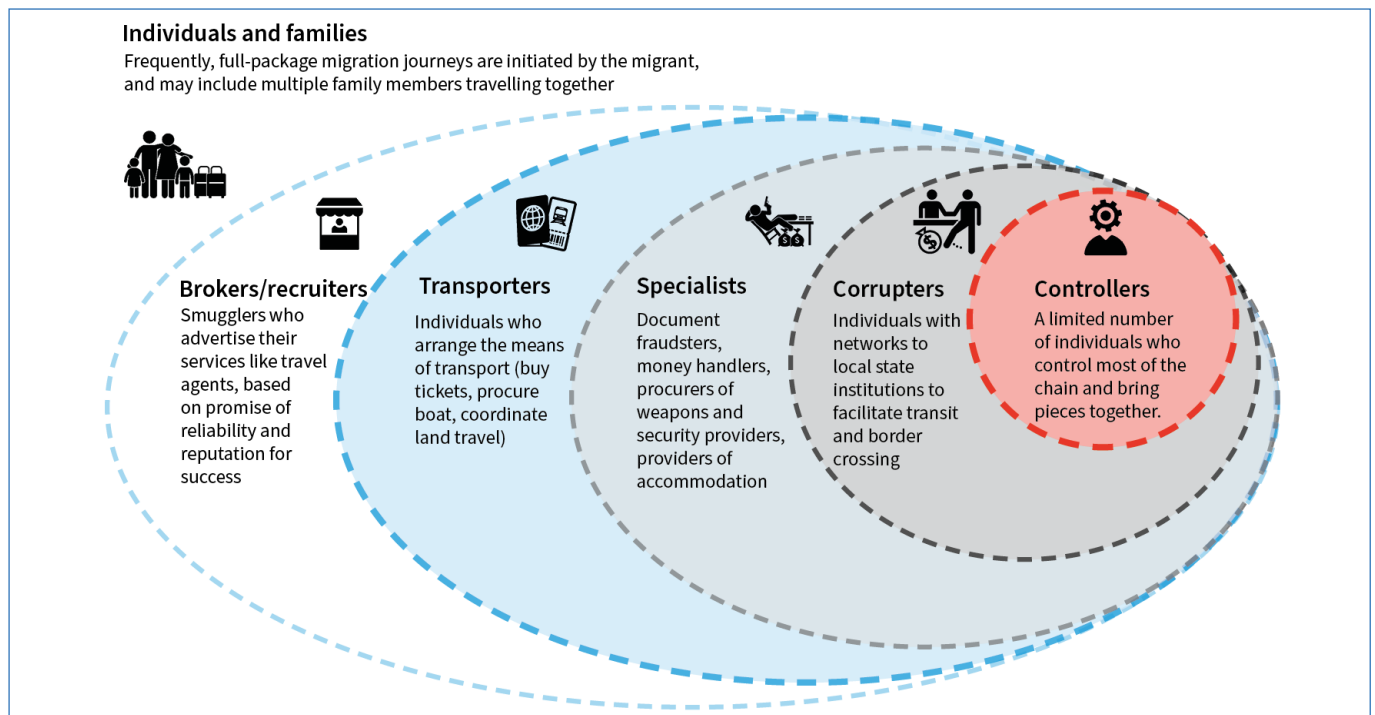 Individuals and families
Frequently, full-package migration journeys are initiated by the migrant,
and may include multiple family members travelling together
Brokers/recruiters
Smugglers who
advertise their
services like travel
agents, based
on promise of
reliability and
reputation for
success
Transporters
Individuals who
arrange the means
of transport (buy
tickets, procure
boat, coordinate
land travel)
Specialists
Document
fraudsters,
money handlers,
procurers of
weapons and
security providers,
providers of
accommodation
Corrupters
Individuals with
networks to
local state
institutions to
facilitate transit
and border
crossing
Controllers
A limited number
of individuals who
control most of the
chain and bring
pieces together.